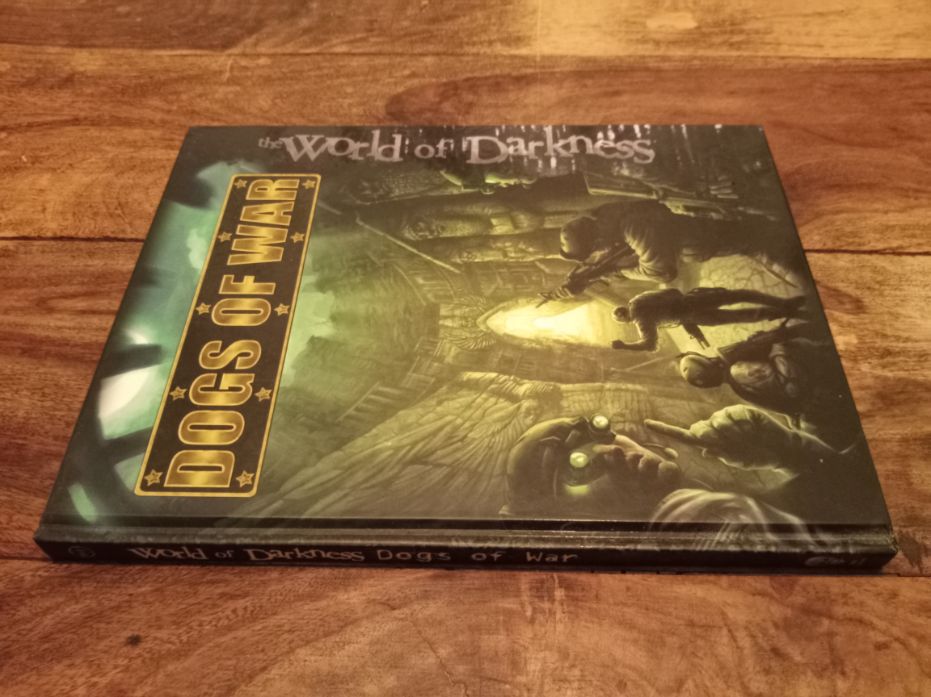 the World of Darkness
DOGS OF WAR
World of Darkness Dogs of War